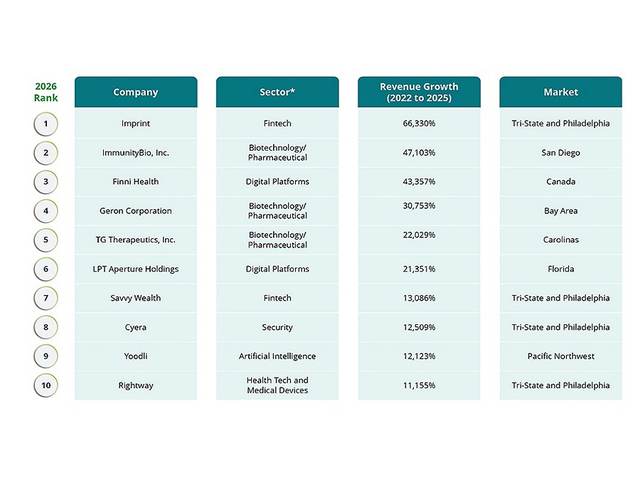 2026
Rank
Company
Sector*
Revenue Growth
(2022 to 2025)
Market
1
Imprint
Fintech
66,330%
Tri-State and Philadelphia
2
ImmunityBio, Inc.
Biotechnology/
Pharmaceutical
47,103%
San Diego
3
Finni Health
Digital Platforms
43,357%
Canada
4
Geron Corporation
Biotechnology/
Pharmaceutical
30,753%
Bay Area
5
TG Therapeutics, Inc.
Biotechnology/
Pharmaceutical
22,029%
Carolinas
6
LPT Aperture Holdings
Digital Platforms
21,351%
Florida
7
Savvy Wealth
Fintech
13,086%
Tri-State and Philadelphia
8
Cyera
Security
12,509%
Tri-State and Philadelphia
9
Yoodli
Artificial Intelligence
12,123%
Pacific Northwest
10
Rightway
Health Tech and
Medical Devices
11,155%
Tri-State and Philadelphia